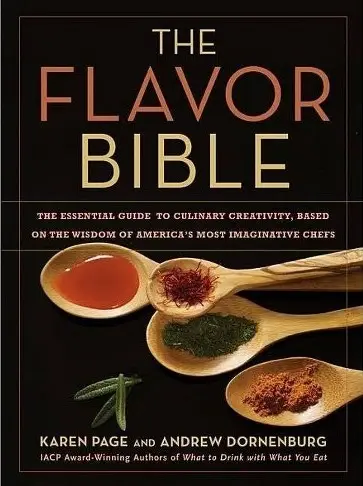 THE
FLAVOR
BIBLE
THE ESSENTIAL GUIDE TO CULINARY CREATIVITY, BASED
ON THE WISDOM OF AMERICA'S MOST IMAGINATIVE CHEFS
KAREN PAGE AND ANDREW DORNENBURG
IACP Award-Winning Authors of What to Drink with What You Eat